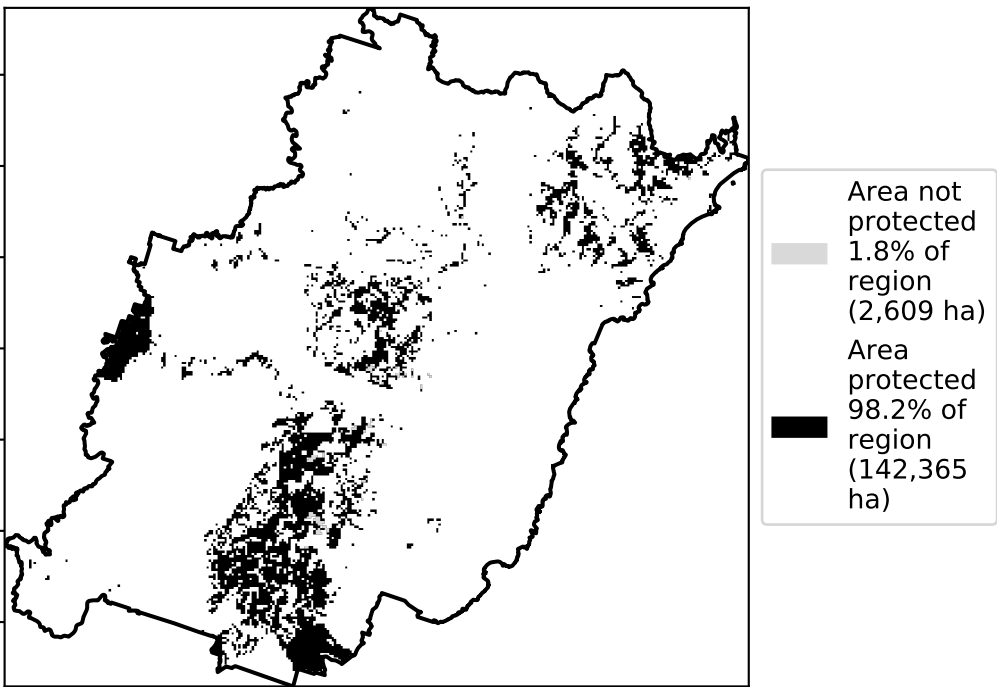 Area not
protected
1.8% of
region
(2,609 ha)
Area
protected
98.2% of
region
(142,365
ha)